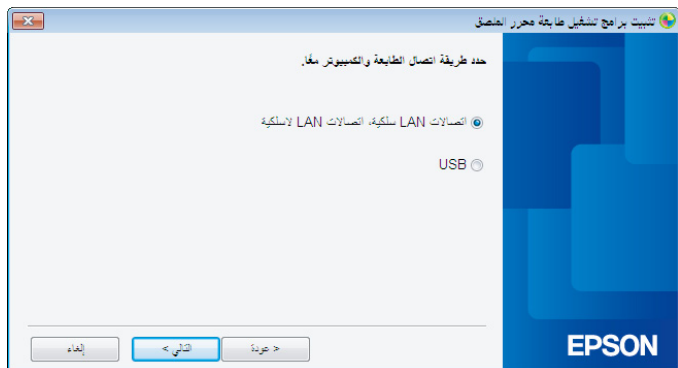 تثبيت برامج تشغيل طابعة محرر الملصق
حدد طريقة اتصال الطابعة والكمبيوتر معًا.
اتصالات LAN سلكية، اتصالات LAN لاسلكية
USB
< عودة
التالي >
إلغاء
EPSON